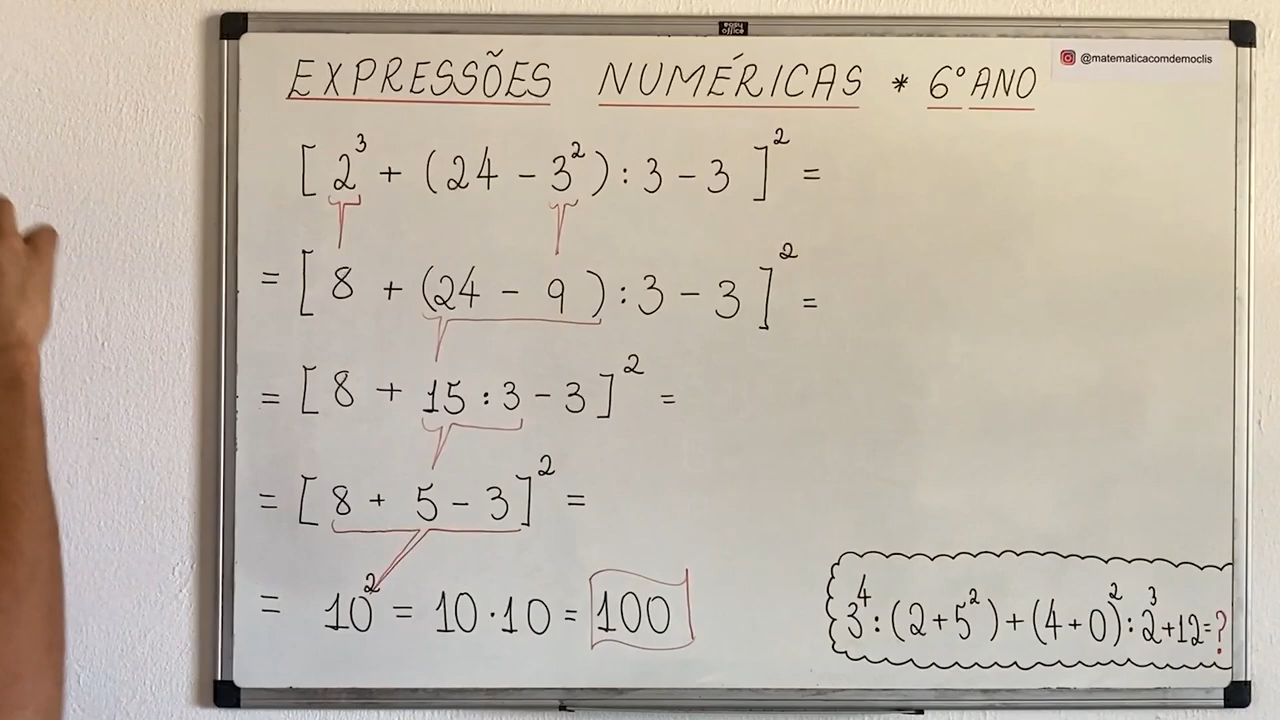 easy office
EXPRESSÕES NUMÉRICAS * 6° ANO
@matematicacomdemoclis
[2³ + (24 - 3²) : 3 - 3]² =
= [8 + (24 - 9) : 3 - 3]² =
= [8 + 15 : 3 - 3]² =
= [8 + 5 - 3]² =
= 10² = 10 · 10 = 100
3⁴ : (2 + 5²) + (4 + 0)² : 2³ + 12 = ?